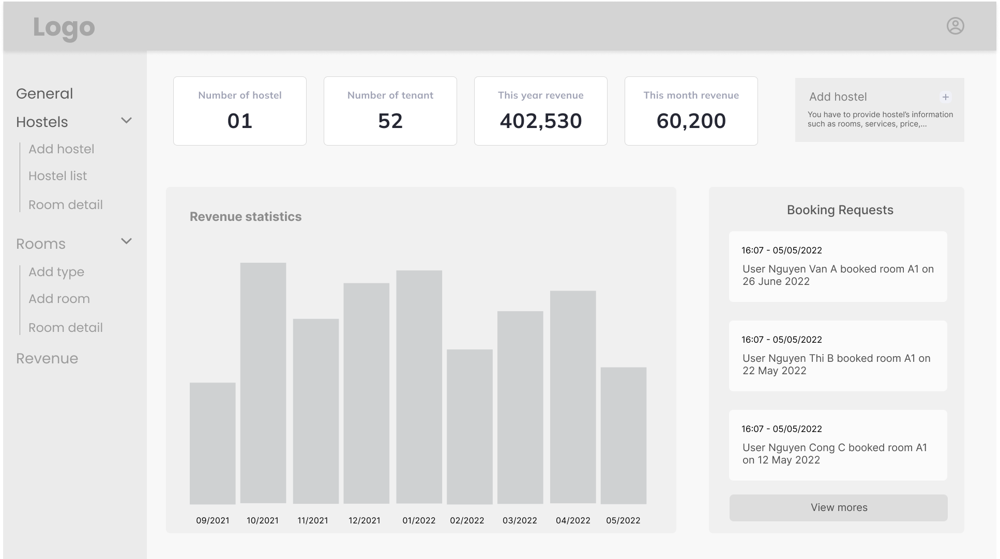 Logo
General
Hostels
Add hostel
Hostel list
Room detail
Rooms
Add type
Add room
Room detail
Revenue
Number of hostel
01
Number of tenant
52
This year revenue
402,530
This month revenue
60,200
Add hostel +
You have to provide hostel's information
such as rooms, services, price,...
Revenue statistics
09/2021 10/2021 11/2021 12/2021 01/2022 02/2022 03/2022 04/2022 05/2022
Booking Requests
16:07 - 05/05/2022
User Nguyen Van A booked room A1 on
26 June 2022
16:07 - 05/05/2022
User Nguyen Thi B booked room A1 on
22 May 2022
16:07 - 05/05/2022
User Nguyen Cong C booked room A1
on 12 May 2022
View mores